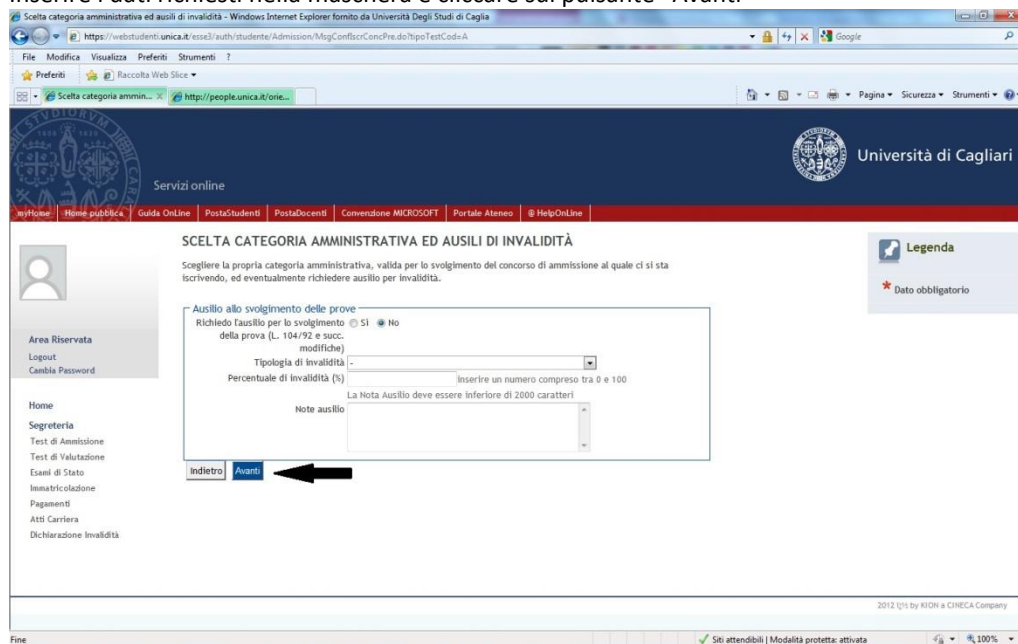 inserire i dati richiesti nella maschera e cliccare sul pulsante "Avanti"
Scelta categoria amministrativa ed ausili di invalidità - Windows Internet Explorer fornito da Università Degli Studi di Caglia
https://webstudenti.unica.it/esse3/auth/studente/Admission/MsgConfIscrConcPre.do?tipoTestCod=A
Google
File Modifica Visualizza Preferiti Strumenti ?
Preferiti Raccolta Web Slice
Scelta categoria ammin... http://people.unica.it/orie...
Pagina Sicurezza Strumenti
Servizi online
Università di Cagliari
myHome Home pubblica Guida OnLine PostaStudenti PostaDocenti Convenzione MICROSOFT Portale Ateneo @ HelpOnLine
SCELTA CATEGORIA AMMINISTRATIVA ED AUSILI DI INVALIDITÀ
Scegliere la propria categoria amministrativa, valida per lo svolgimento del concorso di ammissione al quale ci si sta
iscrivendo, ed eventualmente richiedere ausilio per invalidità.
Legenda
* Dato obbligatorio
Ausilio allo svolgimento delle prove
Richiedo l'ausilio per lo svolgimento Sì No
della prova (L. 104/92 e succ.
modifiche)
Tipologia di invalidità -
Percentuale di invalidità (%) Inserire un numero compreso tra 0 e 100
La Nota Ausilio deve essere inferiore di 2000 caratteri
Note ausilio
Indietro Avanti
Area Riservata
Logout
Cambia Password
Home
Segreteria
Test di Ammissione
Test di Valutazione
Esami di Stato
Immatricolazione
Pagamenti
Atti Carriera
Dichiarazione Invalidità
2012 by KION a CINECA Company
Fine
Siti attendibili | Modalità protetta: attivata
100%